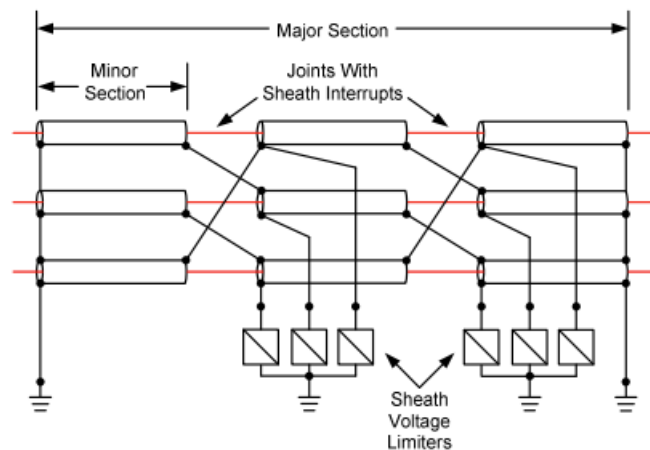 Major Section
Minor
Section
Joints With
Sheath Interrupts
Sheath
Voltage
Limiters